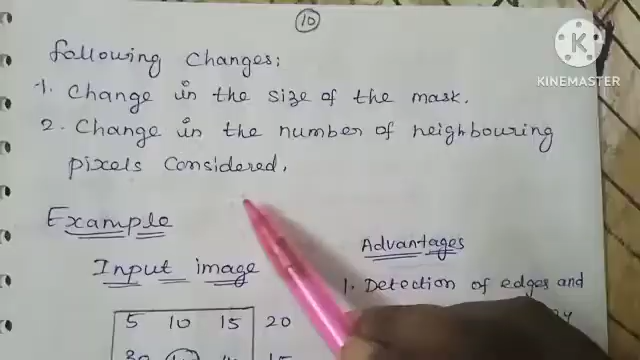 10
Following Changes:
1. Change in the size of the mask.
2. Change in the number of neighbouring
pixels Considered.
Example
Input image
5 10 15 20
Advantages
1. Detection of edges and
K
KINEMASTER